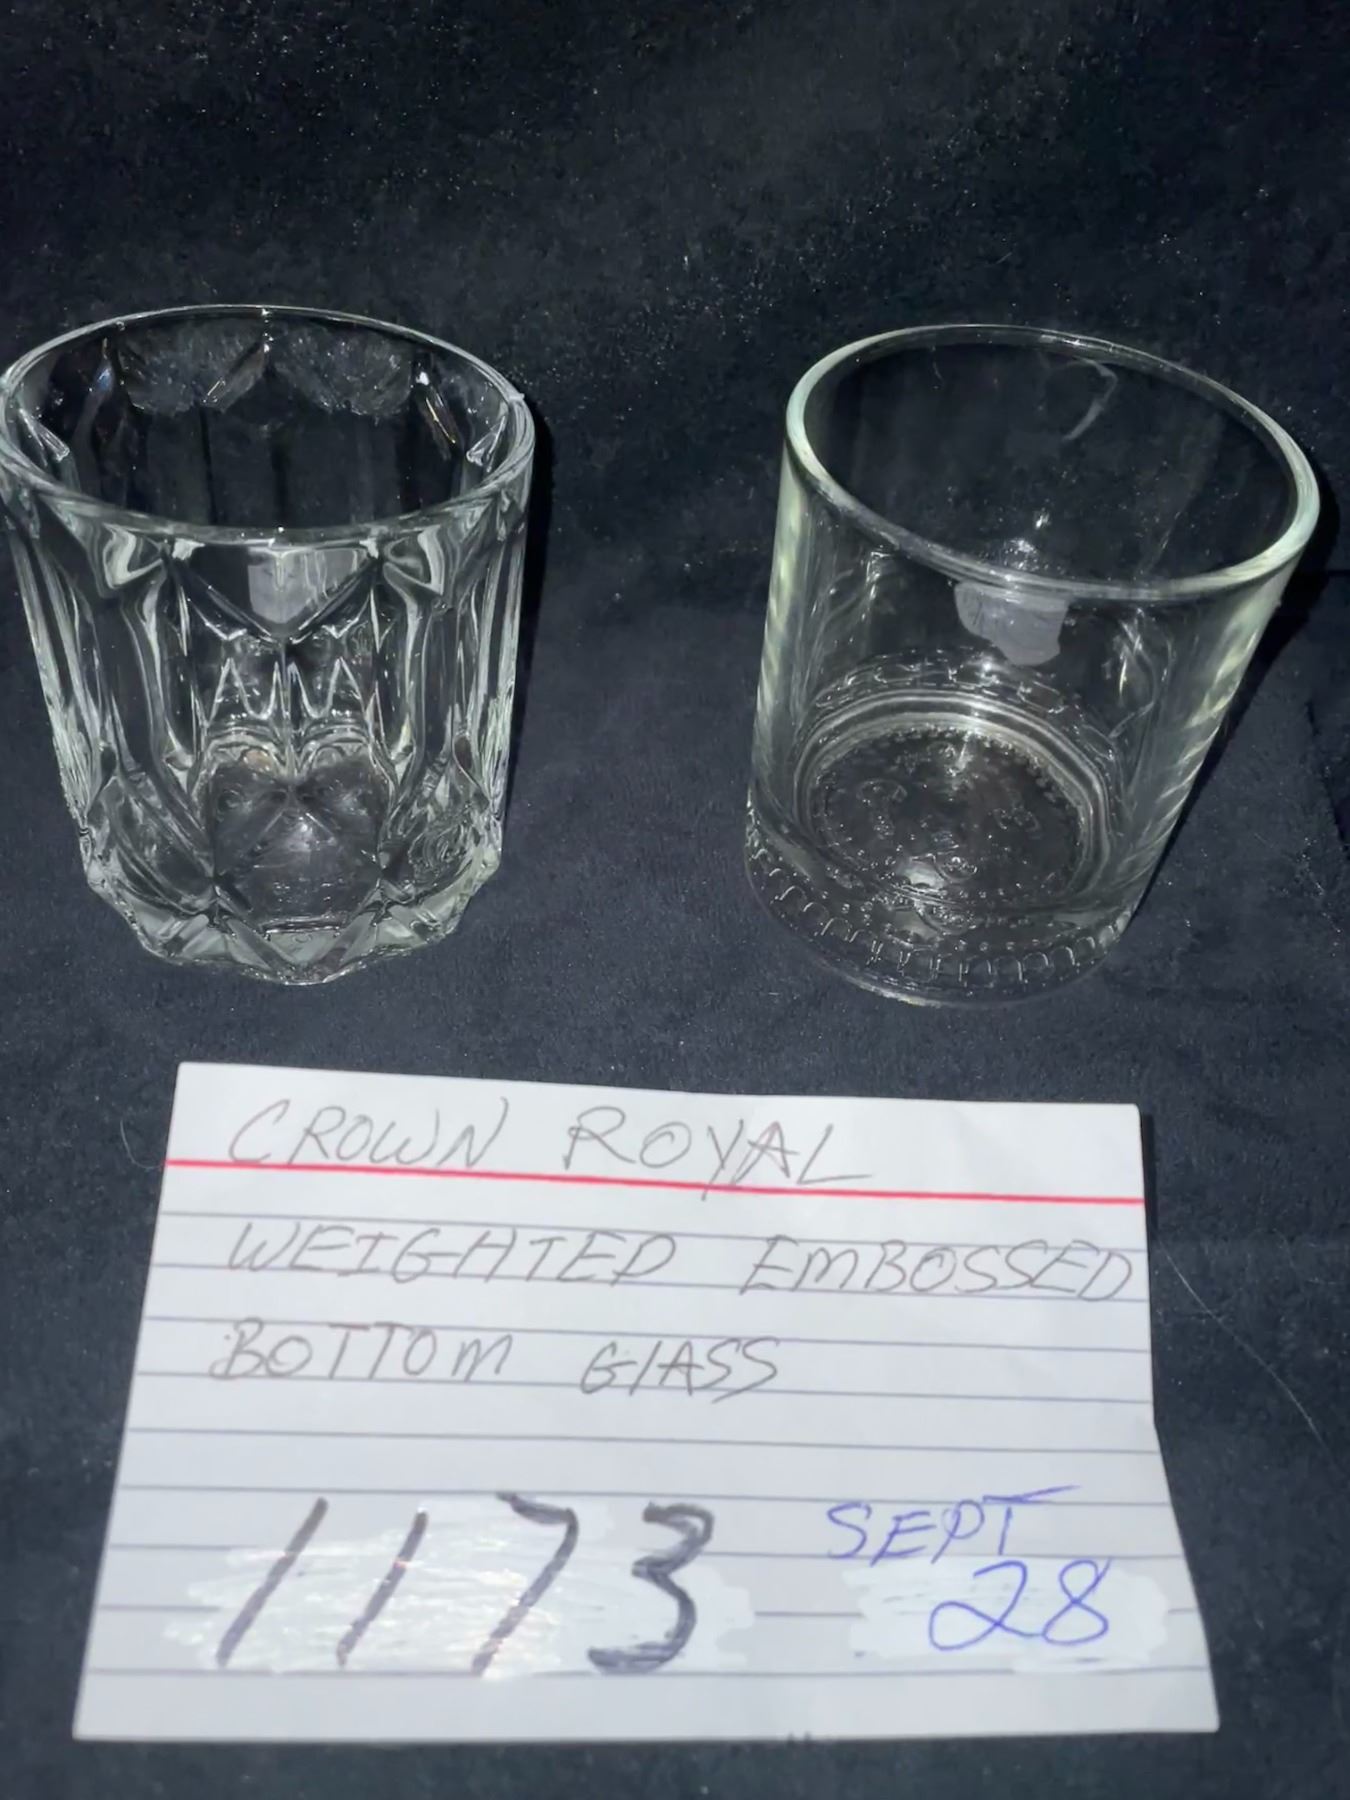 CROWN ROYAL
WEIGHTED EMBOSSED
BOTTOM GLASS
1173 SEPT
28